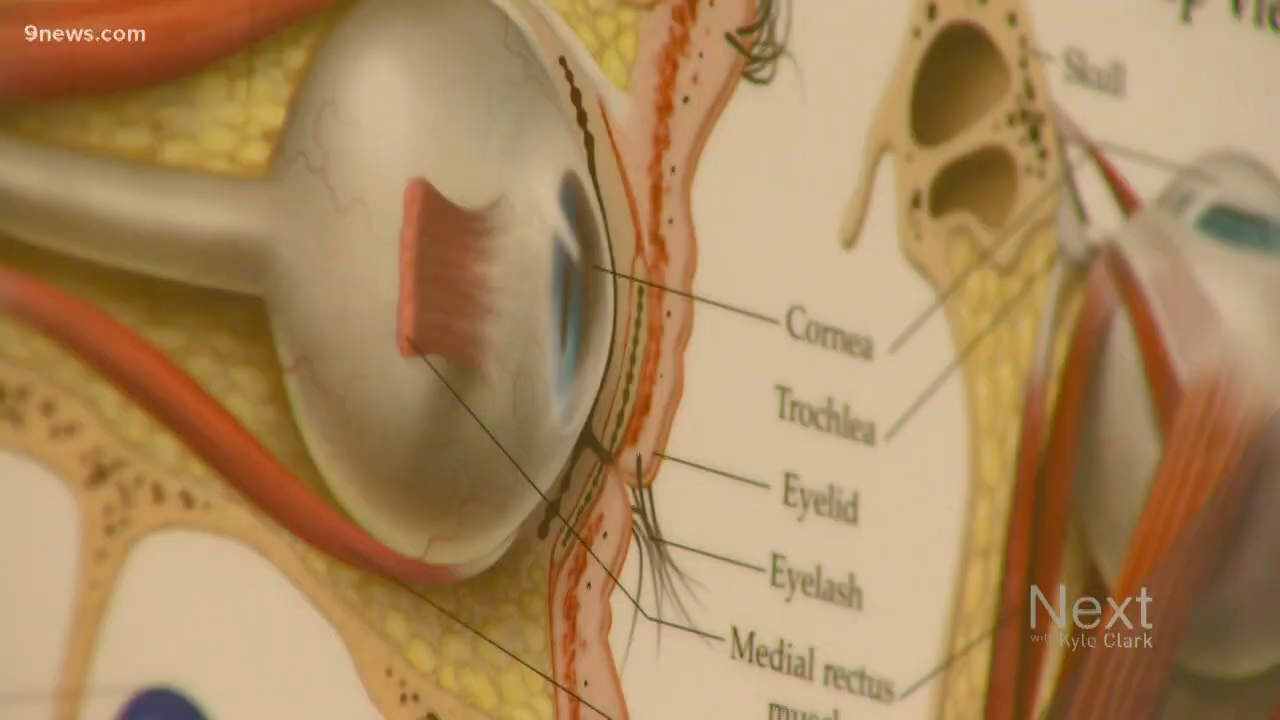 9news.com
Skull
Cornea
Trochlea
Eyelid
Eyelash
Medial rectus
Next
with Kyle Clark